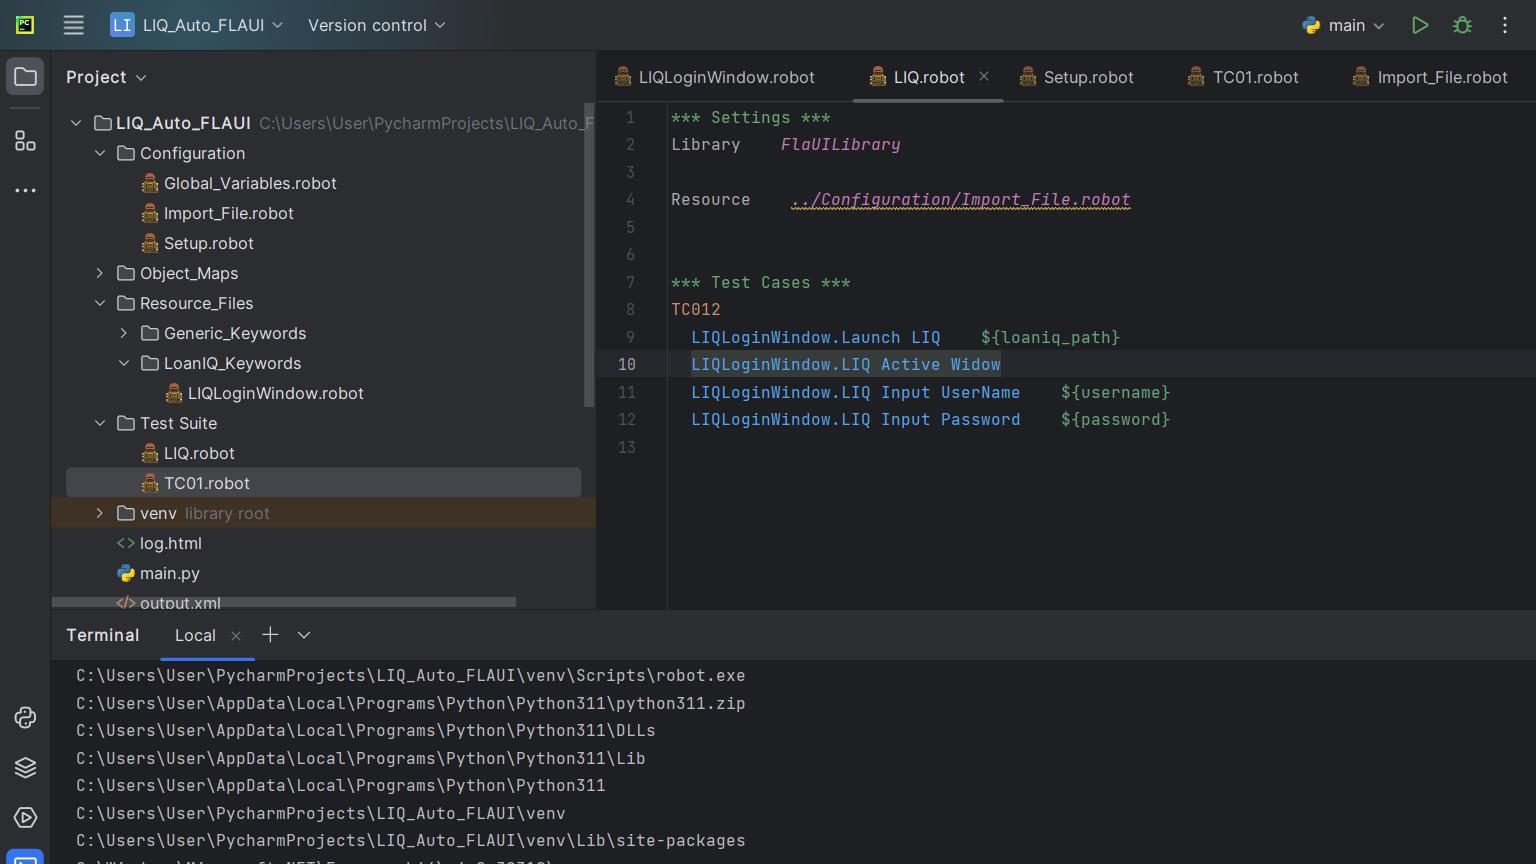 PC
LI LIQ_Auto_FLAUI Version control main
Project
LIQ_Auto_FLAUI C:\Users\User\PycharmProjects\LIQ_Auto_F
Configuration
Global_Variables.robot
Import_File.robot
Setup.robot
Object_Maps
Resource_Files
Generic_Keywords
LoanIQ_Keywords
LIQLoginWindow.robot
Test Suite
LIQ.robot
TC01.robot
venv library root
log.html
main.py
output.xml
LIQLoginWindow.robot LIQ.robot Setup.robot TC01.robot Import_File.robot
1 *** Settings ***
2 Library    FlaUILibrary
3
4 Resource    ../Configuration/Import_File.robot
5
6
7 *** Test Cases ***
8 TC012
9   LIQLoginWindow.Launch LIQ    ${loaniq_path}
10   LIQLoginWindow.LIQ Active Widow
11   LIQLoginWindow.LIQ Input UserName    ${username}
12   LIQLoginWindow.LIQ Input Password    ${password}
13
Terminal Local
C:\Users\User\PycharmProjects\LIQ_Auto_FLAUI\venv\Scripts\robot.exe
C:\Users\User\AppData\Local\Programs\Python\Python311\python311.zip
C:\Users\User\AppData\Local\Programs\Python\Python311\DLLs
C:\Users\User\AppData\Local\Programs\Python\Python311\Lib
C:\Users\User\AppData\Local\Programs\Python\Python311
C:\Users\User\PycharmProjects\LIQ_Auto_FLAUI\venv
C:\Users\User\PycharmProjects\LIQ_Auto_FLAUI\venv\Lib\site-packages